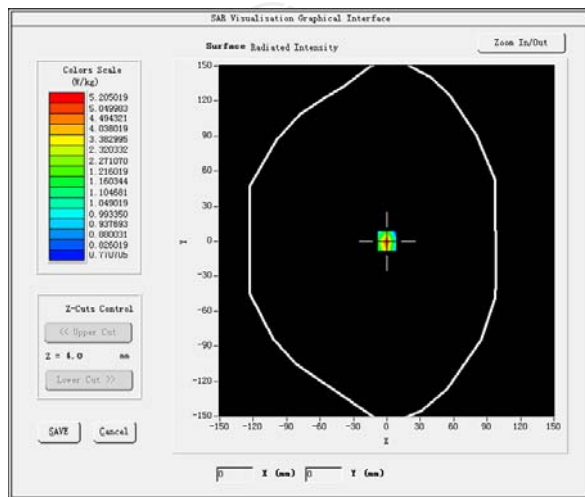 SAR Visualisation Graphical Interface
Surface Radiated Intensity
Zoom In/Out
Colors Scale
(W/kg)
5.205019
5.049983
4.494321
4.038019
3.382995
2.320332
2.271070
1.216019
1.160344
1.104681
1.049019
0.993350
0.937693
0.880031
0.826019
0.770705
Z-Cuts Control
<< Upper Cut
Z = 4.0 mm
Lower Cut >>
SAVE Cancel
150
120
90
60
30
Y 0
-30
-60
-90
-120
-150
-150 -120 -90 -60 -30 0 30 60 90 120 150
X
0 X (mm) 0 Y (mm)